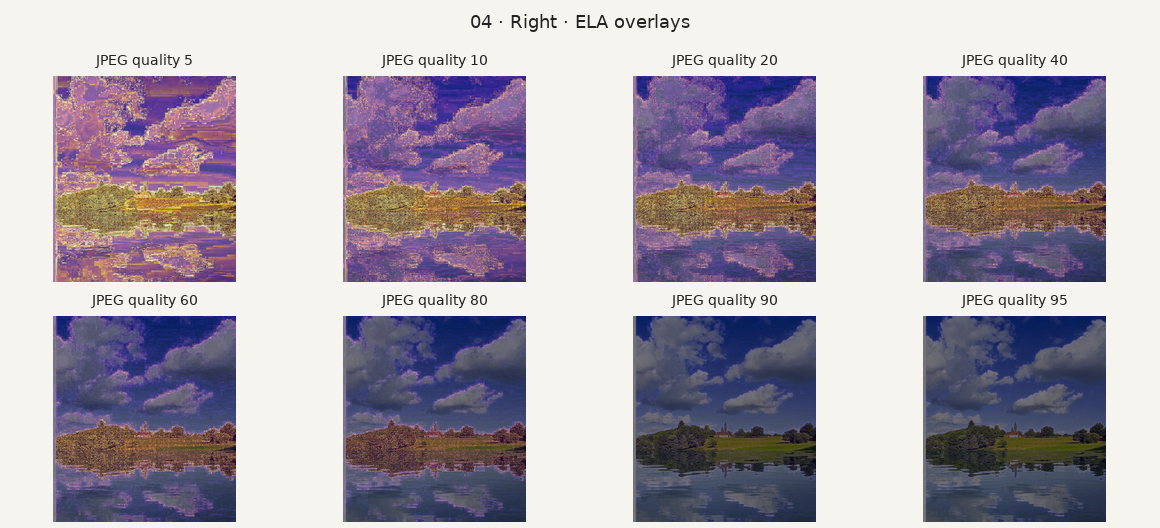 04 · Right · ELA overlays
JPEG quality 5
JPEG quality 10
JPEG quality 20
JPEG quality 40
JPEG quality 60
JPEG quality 80
JPEG quality 90
JPEG quality 95